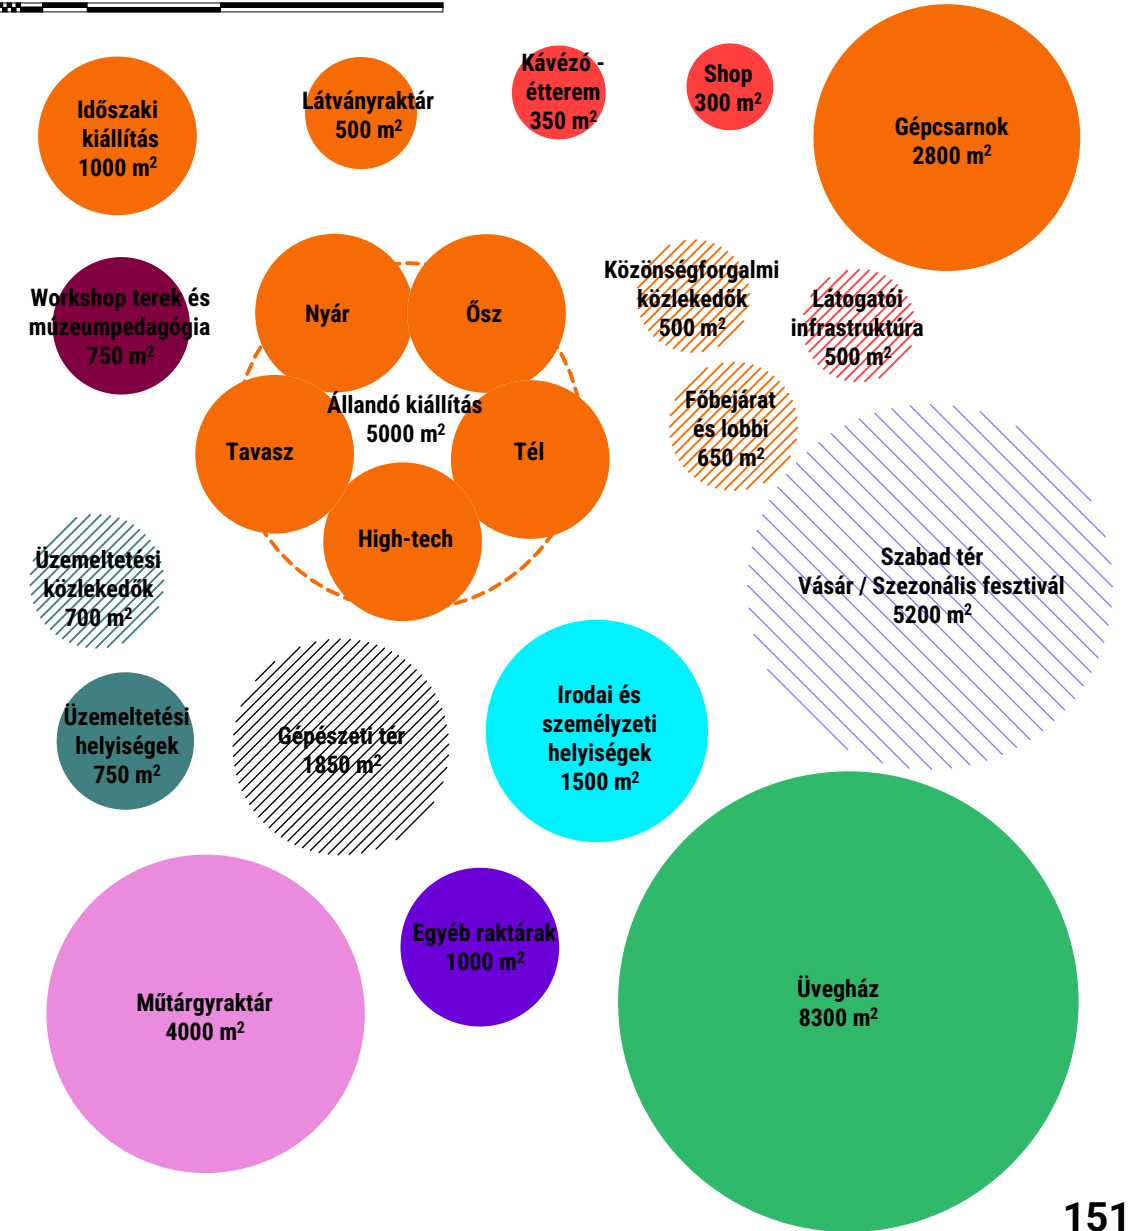 Időszaki
kiállítás
1000 m²
Látványraktár
500 m²
Kávézó -
étterem
350 m²
Shop
300 m²
Gépcsarnok
2800 m²
Workshop terek és
múzeumpedagógia
750 m²
Nyár
Ősz
Tavasz
Állandó kiállítás
5000 m²
Tél
High-tech
Közönségforgalmi
közlekedők
500 m²
Látogatói
infrastruktúra
500 m²
Főbejárat
és lobbi
650 m²
Üzemeltetési
közlekedők
700 m²
Szabad tér
Vásár / Szezonális fesztivál
5200 m²
Üzemeltetési
helyiségek
750 m²
Gépészeti tér
1850 m²
Irodai és
személyzeti
helyiségek
1500 m²
Műtárgyraktár
4000 m²
Egyéb raktárak
1000 m²
Üvegház
8300 m²
151